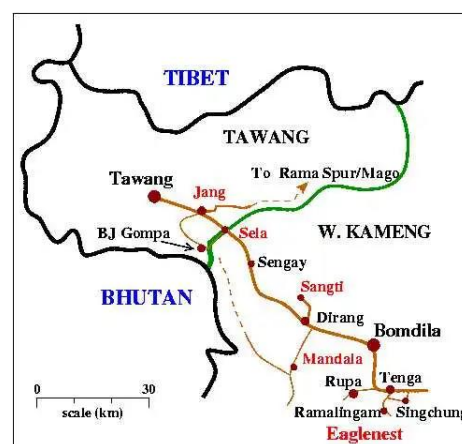 TIBET
TAWANG
To Rama Spur/Mago
Tawang
Jang
BJ Gompa
Sela
W. KAMENG
Sengay
BHUTAN
Sangti
Dirang
Bomdila
Mandala
0 30
scale (km)
Rupa Tenga
Ramalingam Singchung
Eaglenest